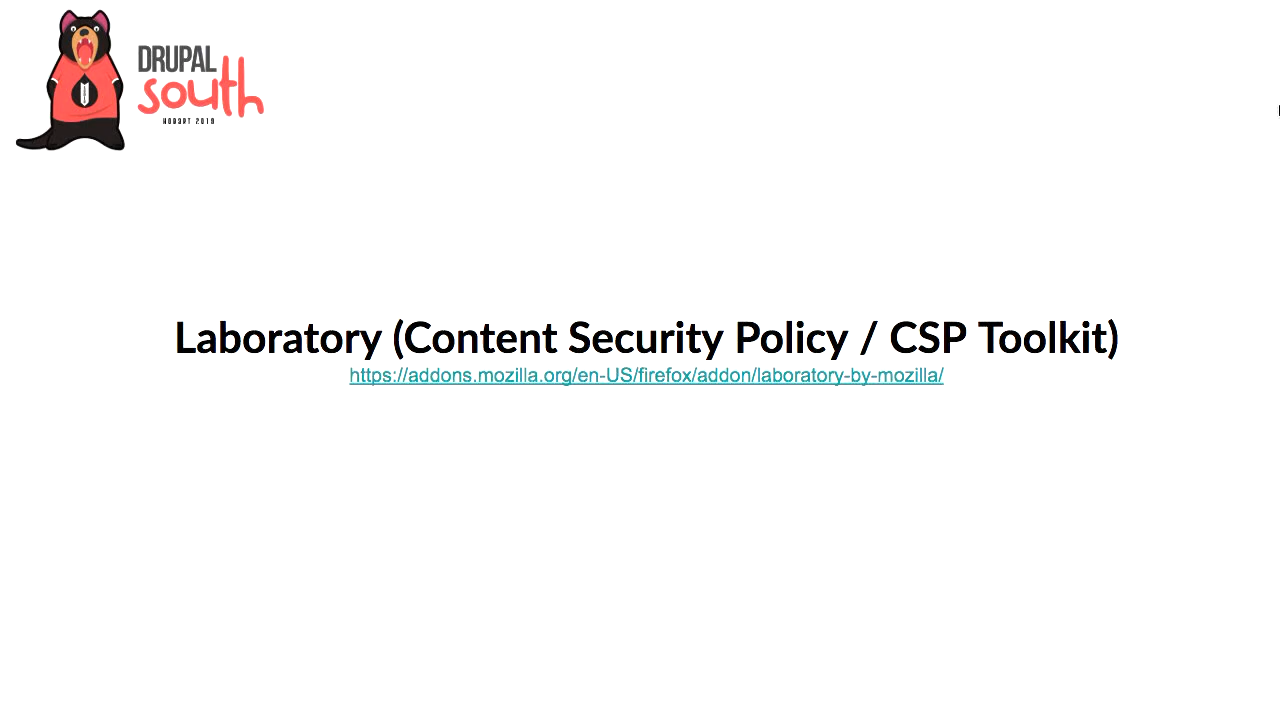 DRUPAL
south
HOBART 2019
Laboratory (Content Security Policy / CSP Toolkit)
https://addons.mozilla.org/en-US/firefox/addon/laboratory-by-mozilla/